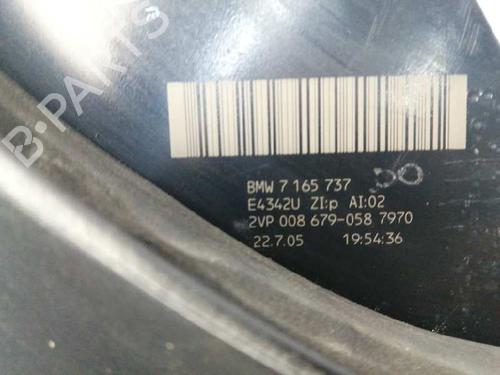 B-PARTS
BMW 7 165 737
E4342U ZI:p AI:02
2VP 008 679-058 7970
22.7.05 19:54:36